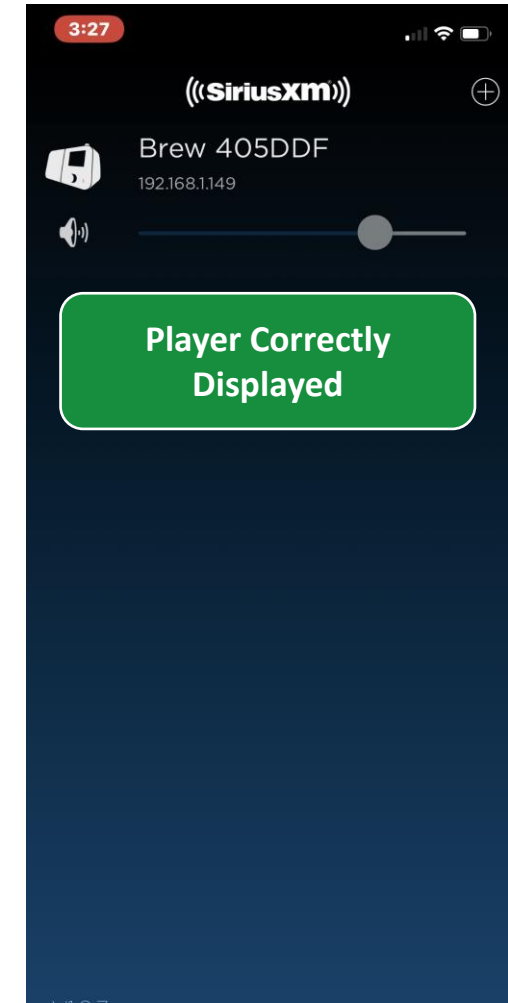 3:27
SiriusXM
Brew 405DDF
192.168.1.149
Player Correctly
Displayed